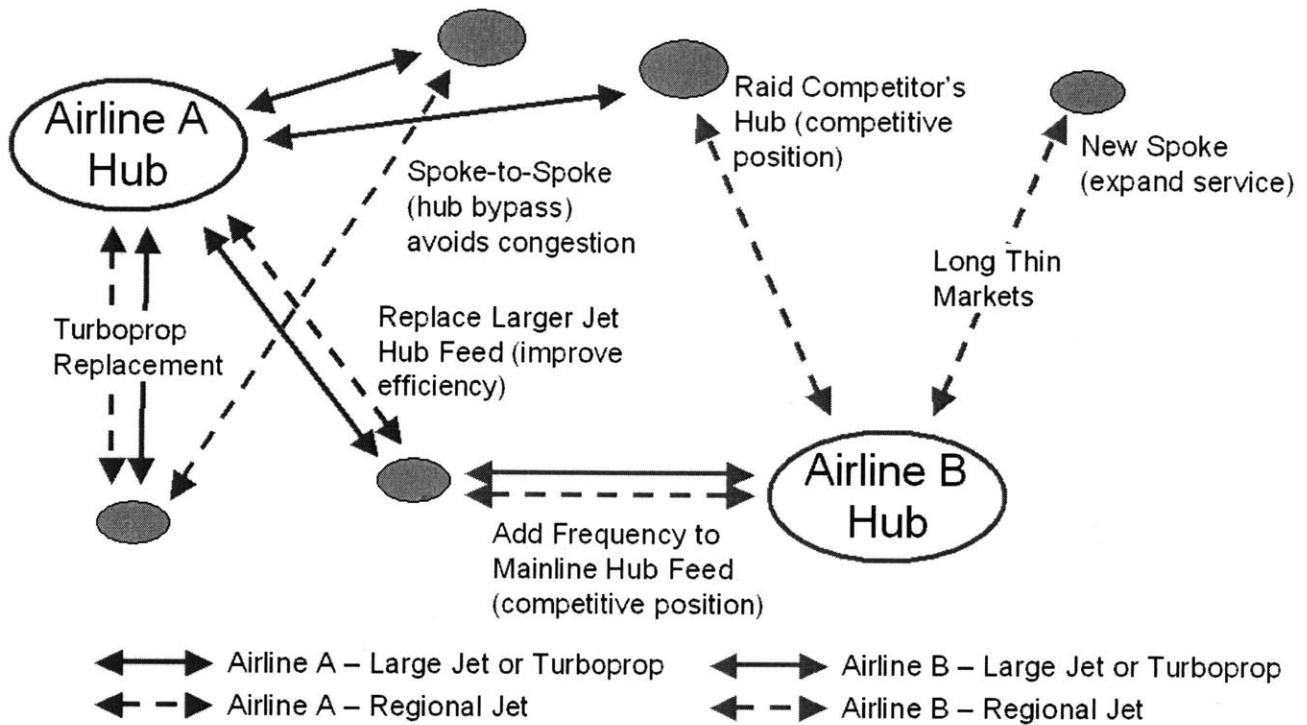 Airline A
Hub
Raid Competitor's
Hub (competitive
position)
New Spoke
(expand service)
Spoke-to-Spoke
(hub bypass)
avoids congestion
Long Thin
Markets
Turboprop
Replacement
Replace Larger Jet
Hub Feed (improve
efficiency)
Airline B
Hub
Add Frequency to
Mainline Hub Feed
(competitive position)
Airline A – Large Jet or Turboprop
Airline B – Large Jet or Turboprop
Airline A – Regional Jet
Airline B – Regional Jet